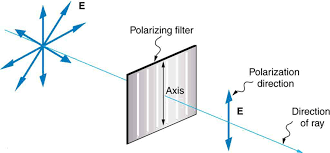 E
Polarizing filter
Axis
Polarization
direction
E
Direction
of ray